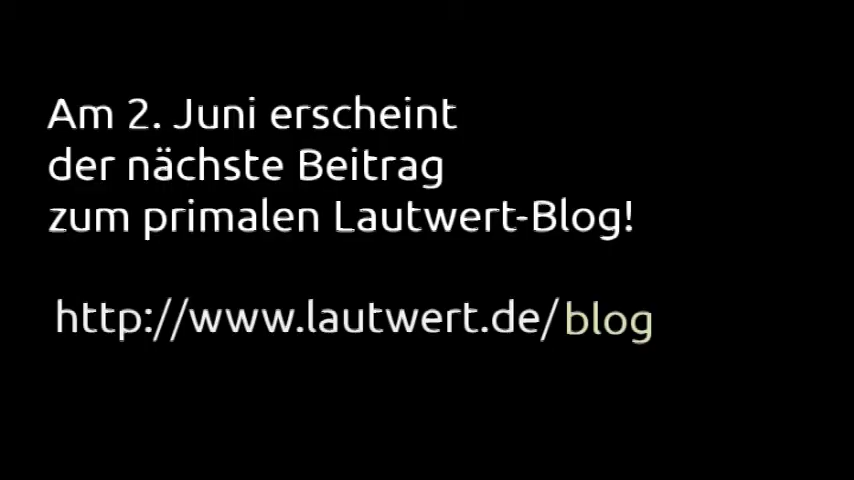 Am 2. Juni erscheint
der nächste Beitrag
zum primalen Lautwert-Blog!
http://www.lautwert.de/blog